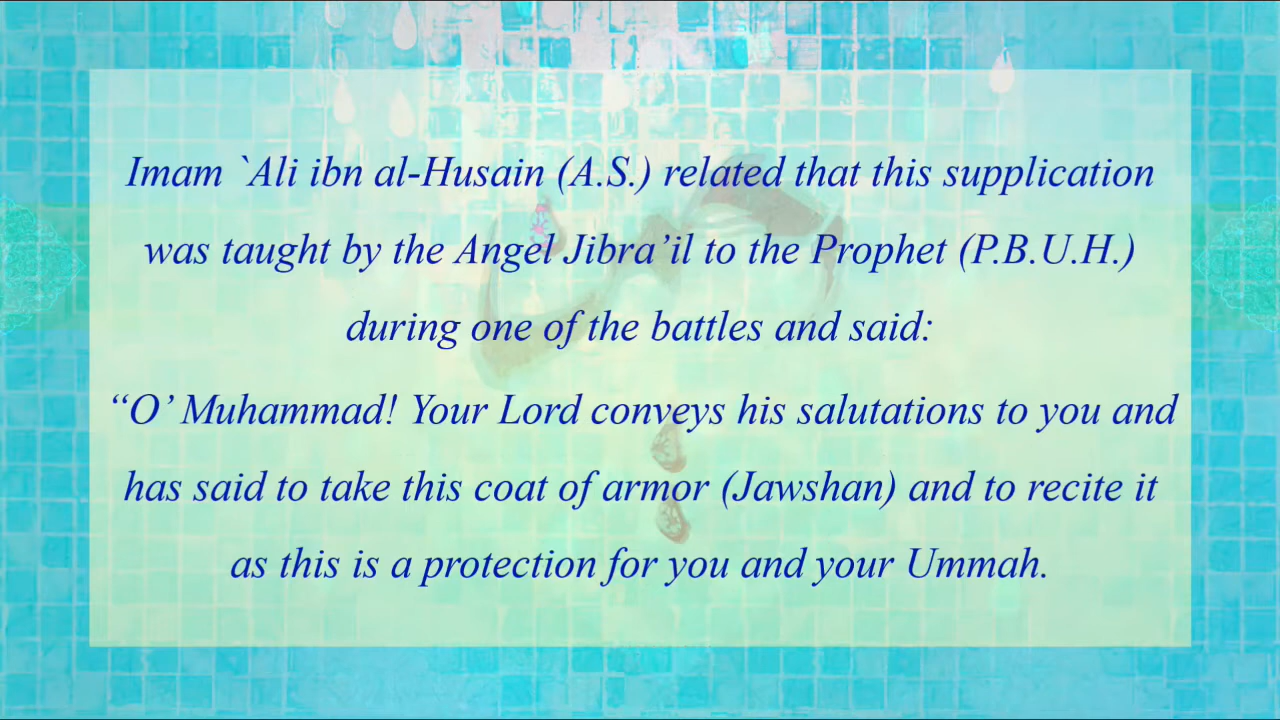 Imam `Ali ibn al-Husain (A.S.) related that this supplication
was taught by the Angel Jibra’il to the Prophet (P.B.U.H.)
during one of the battles and said:
“O’ Muhammad! Your Lord conveys his salutations to you and
has said to take this coat of armor (Jawshan) and to recite it
as this is a protection for you and your Ummah.